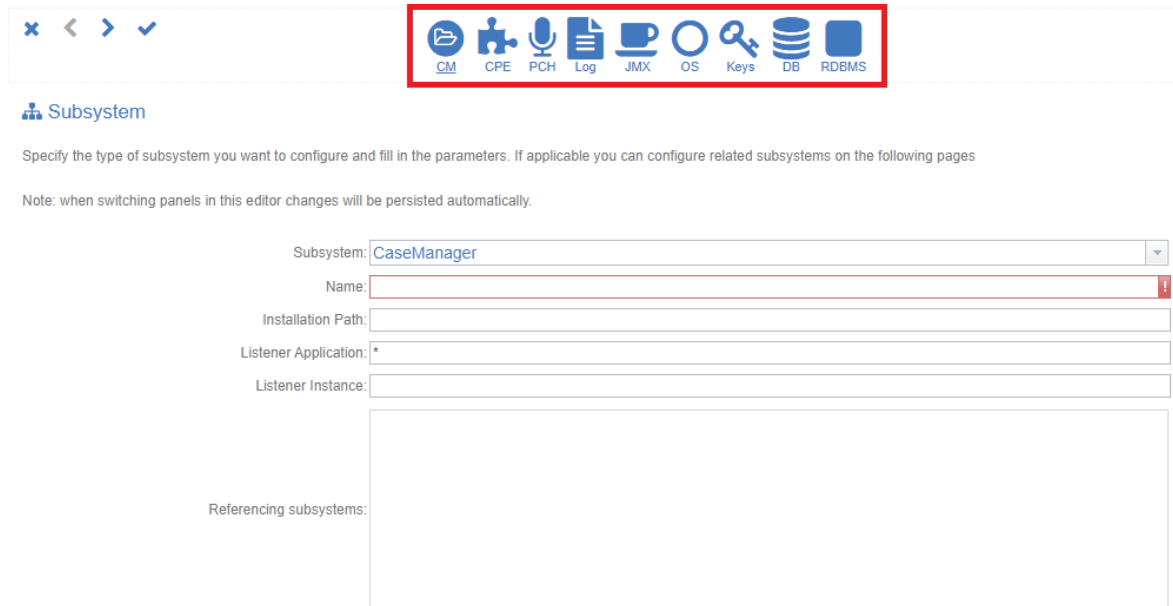 CM CPE PCH Log JMX OS Keys DB RDBMS
Subsystem
Specify the type of subsystem you want to configure and fill in the parameters. If applicable you can configure related subsystems on the following pages
Note: when switching panels in this editor changes will be persisted automatically.
Subsystem: CaseManager
Name: !
Installation Path:
Listener Application: *
Listener Instance:
Referencing subsystems: